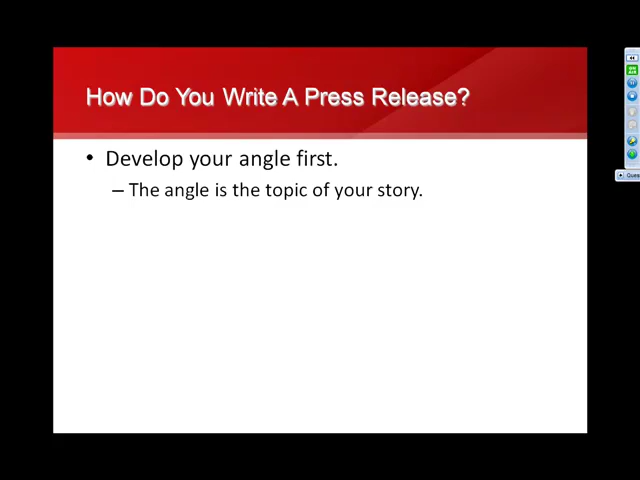 How Do You Write A Press Release?
• Develop your angle first.
– The angle is the topic of your story.